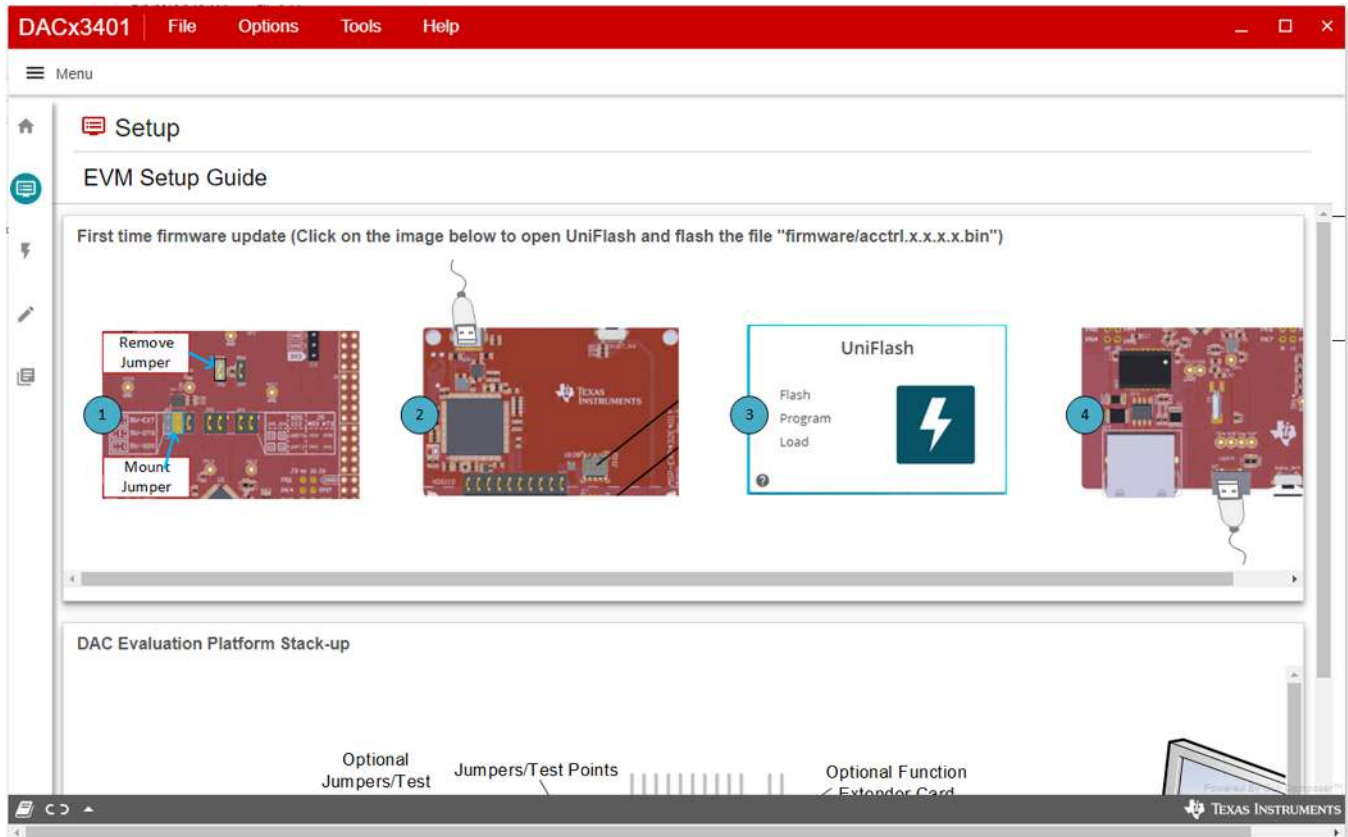 DACx3401 File Options Tools Help
Menu
Setup
EVM Setup Guide
First time firmware update (Click on the image below to open UniFlash and flash the file "firmware/acctrl.x.x.x.x.bin")
Remove
Jumper
1
Mount
Jumper
2
TEXAS
INSTRUMENTS
3
UniFlash
Flash
Program
Load
4
DAC Evaluation Platform Stack-up
Optional
Jumpers/Test
Jumpers/Test Points
Optional Function
Extender Card
TEXAS INSTRUMENTS